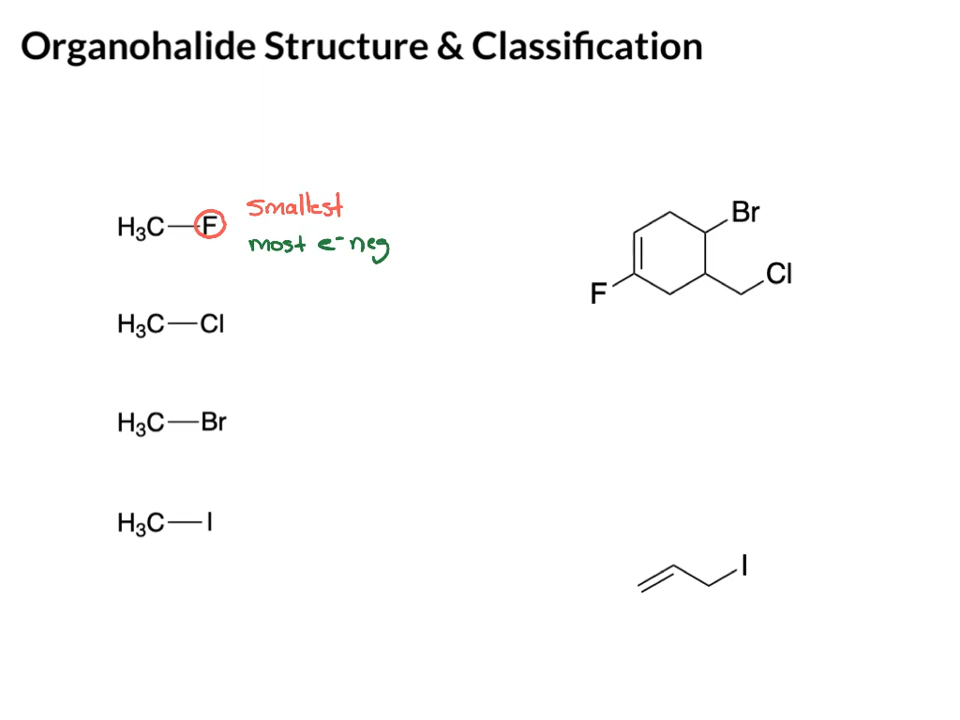 Organohalide Structure & Classification
H₃C—F
Smallest
most e⁻neg
H₃C—Cl
H₃C—Br
H₃C—I
Br
Cl
F
I